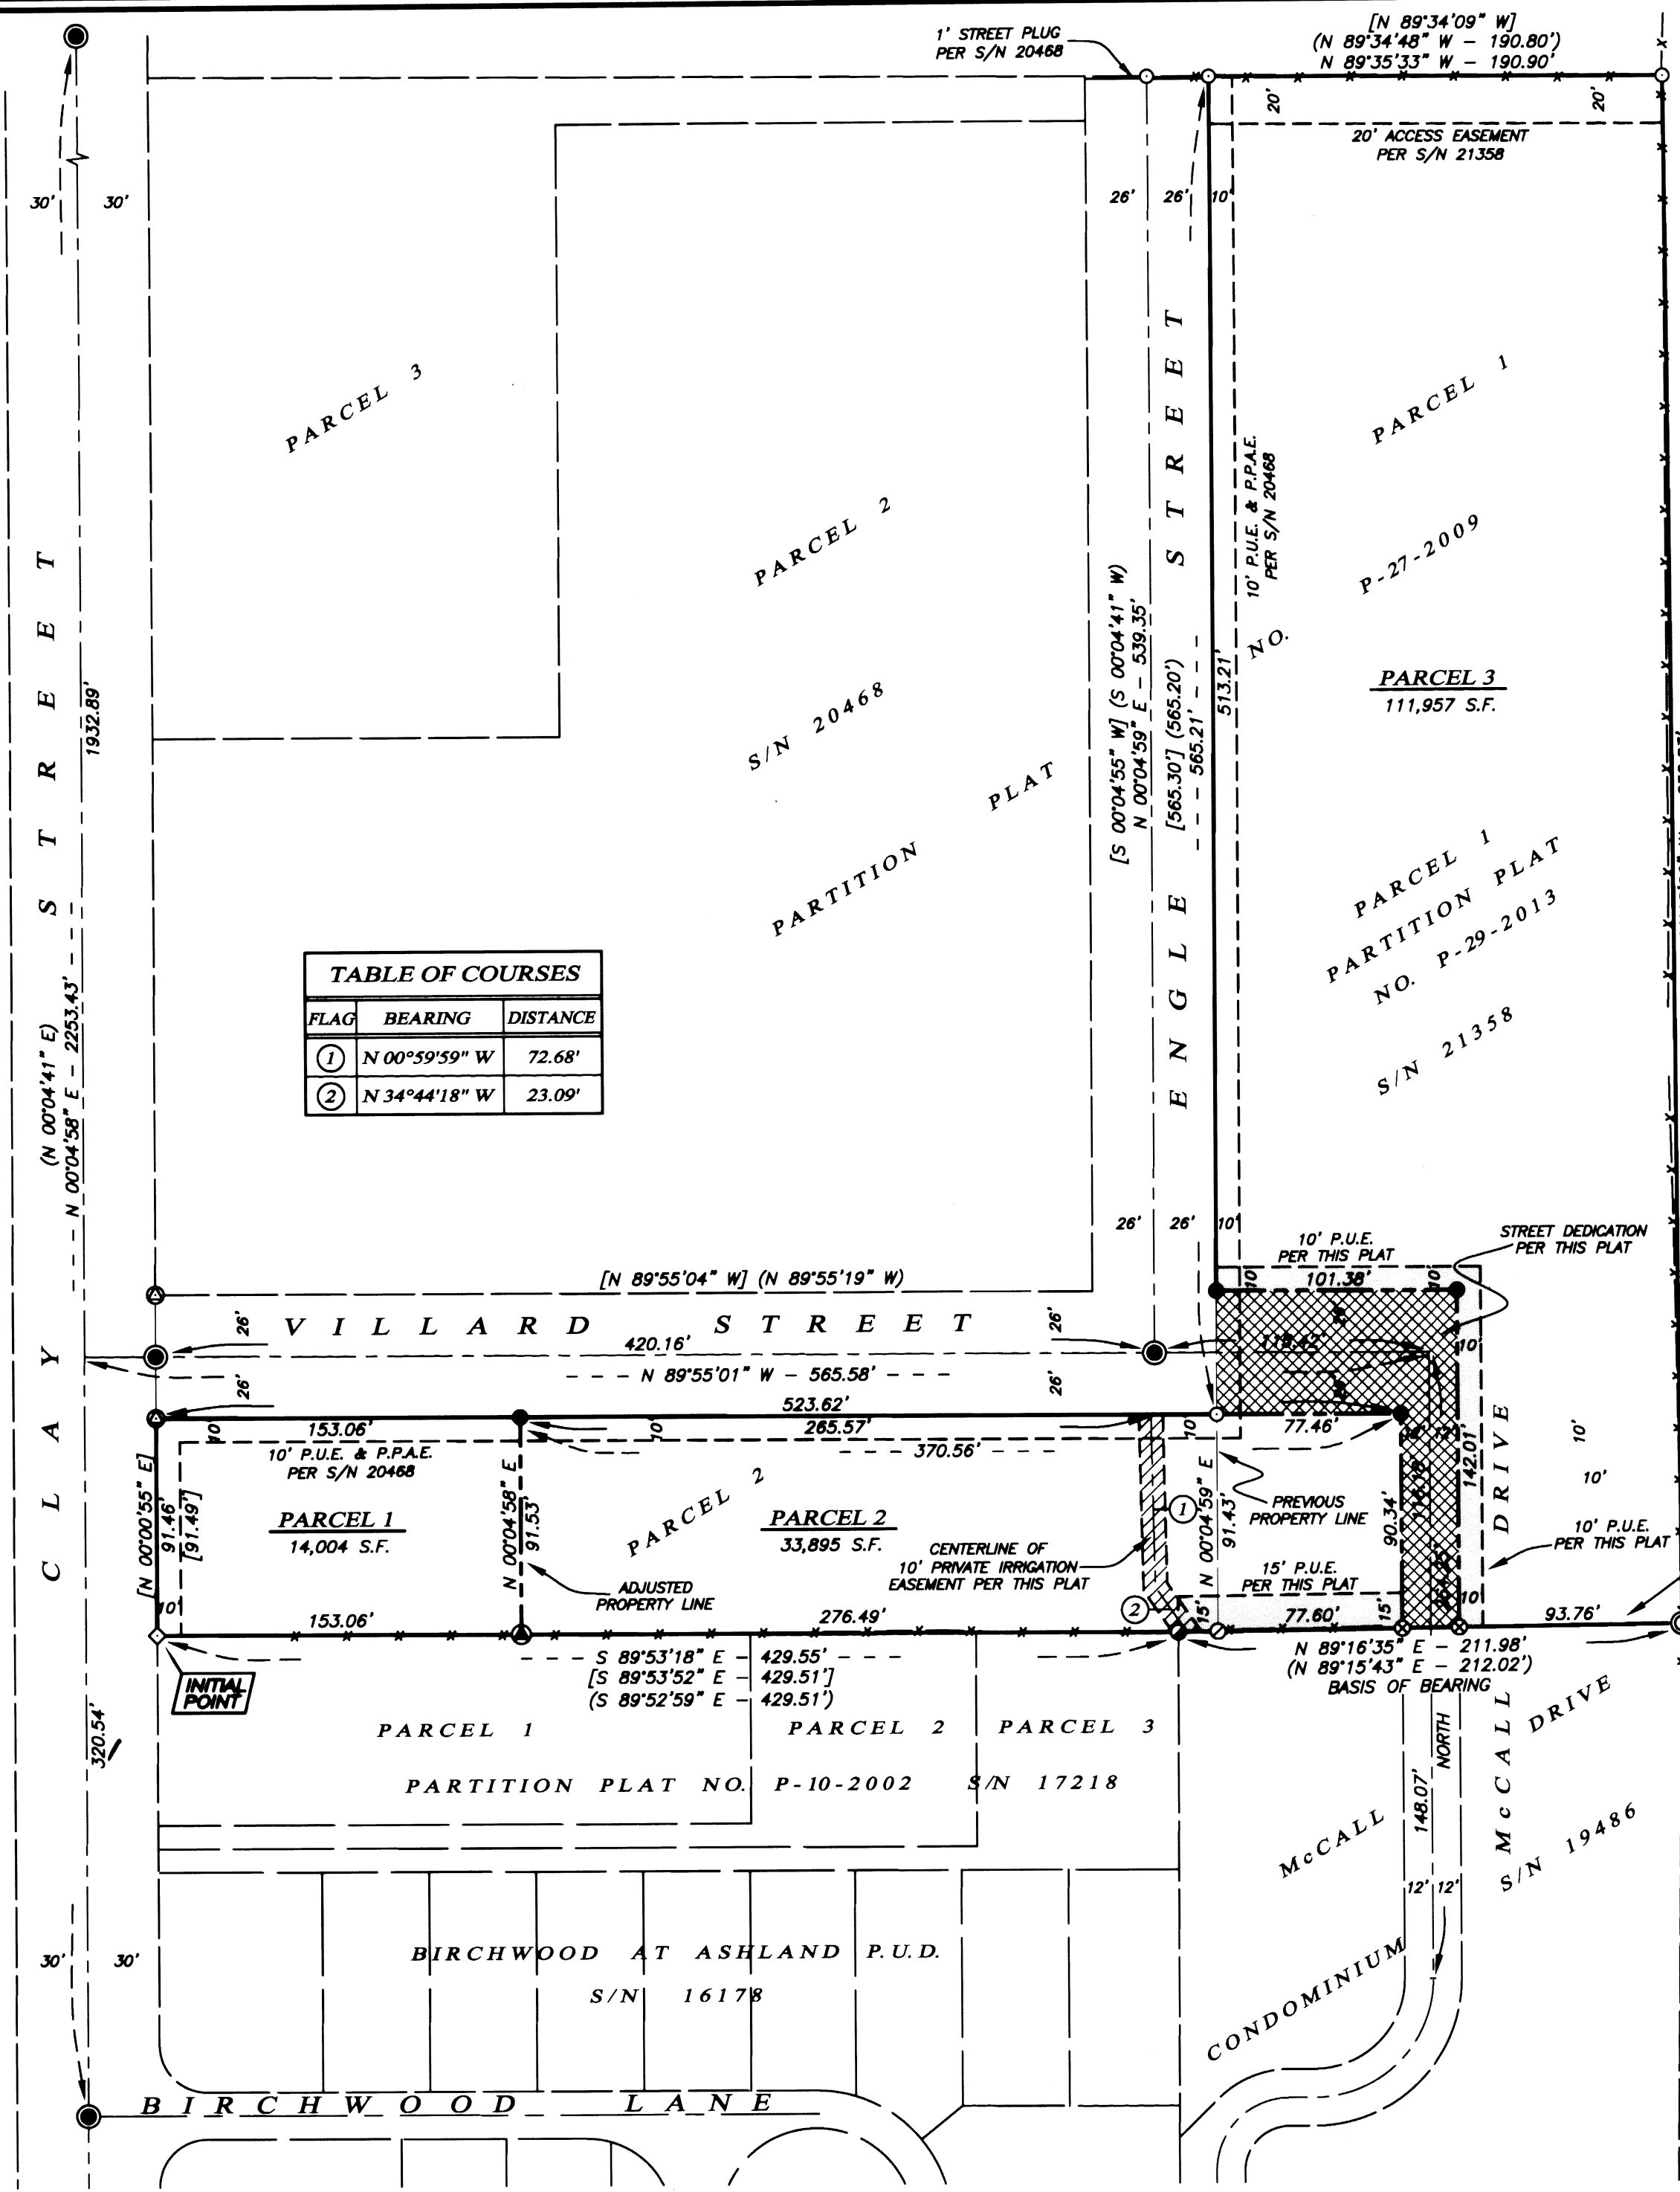 1' STREET PLUG
PER S/N 20468
[N 89°34'09" W]
(N 89°34'48" W - 190.80')
N 89°35'33" W - 190.90'
20'
20'
20' ACCESS EASEMENT
PER S/N 21358
30'
30'
26'
26'
10'
PARCEL 3
PARCEL 2
S/N 20468
PARTITION PLAT
PARCEL 1
NO. P-27-2009
10' P.U.E. & P.P.A.E.
PER S/N 20468
PARCEL 3
111,957 S.F.
PARCEL 1
PARTITION PLAT
NO. P-29-2013
S/N 21358
ENGLE STREET
[S 00°04'55" W] (S 00°04'41" W)
N 00°04'59" E - 539.35'
[565.30'] (565.20')
- - - 565.21' - - -
513.21'
CLAY STREET
1932.89'
(N 00°04'41" E)
- - - N 00°04'58" E - 2253.43' - - -
TABLE OF COURSES
FLAG BEARING DISTANCE
1 N 00°59'59" W 72.68'
2 N 34°44'18" W 23.09'
26'
26'
10'
10' P.U.E.
PER THIS PLAT
STREET DEDICATION
PER THIS PLAT
10'
101.38'
10'
[N 89°55'04" W] (N 89°55'19" W)
26'
VILLARD STREET
26'
420.16'
10'
26'
- - - N 89°55'01" W - 565.58' - - -
26'
523.62'
10'
153.06'
10'
265.57'
10'
77.46'
- - - 370.56' - - -
10' P.U.E. & P.P.A.E.
PER S/N 20468
[N 00°00'55" E]
91.46'
[91.49']
10'
PARCEL 1
14,004 S.F.
N 00°04'58" E
91.53'
PARCEL 2
PARCEL 2
33,895 S.F.
ADJUSTED
PROPERTY LINE
CENTERLINE OF
10' PRIVATE IRRIGATION
EASEMENT PER THIS PLAT
1
2
N 00°04'59" E
91.43'
PREVIOUS
PROPERTY LINE
15' P.U.E.
PER THIS PLAT
15'
15'
90.34'
116.18'
142.01'
10'
DRIVE
10'
10'
10' P.U.E.
PER THIS PLAT
153.06'
276.49'
77.60'
93.76'
INITIAL
POINT
- - - S 89°53'18" E - 429.55' - - -
[S 89°53'52" E - 429.51']
(S 89°52'59" E - 429.51')
N 89°16'35" E - 211.98'
(N 89°15'43" E - 212.02')
BASIS OF BEARING
320.54'
PARCEL 1
PARCEL 2
PARCEL 3
PARTITION PLAT NO. P-10-2002 S/N 17218
148.07'
NORTH
McCALL
McCALL
DRIVE
CONDOMINIUM
S/N 19486
12'
12'
30'
30'
BIRCHWOOD AT ASHLAND P.U.D.
S/N 16178
BIRCHWOOD LANE